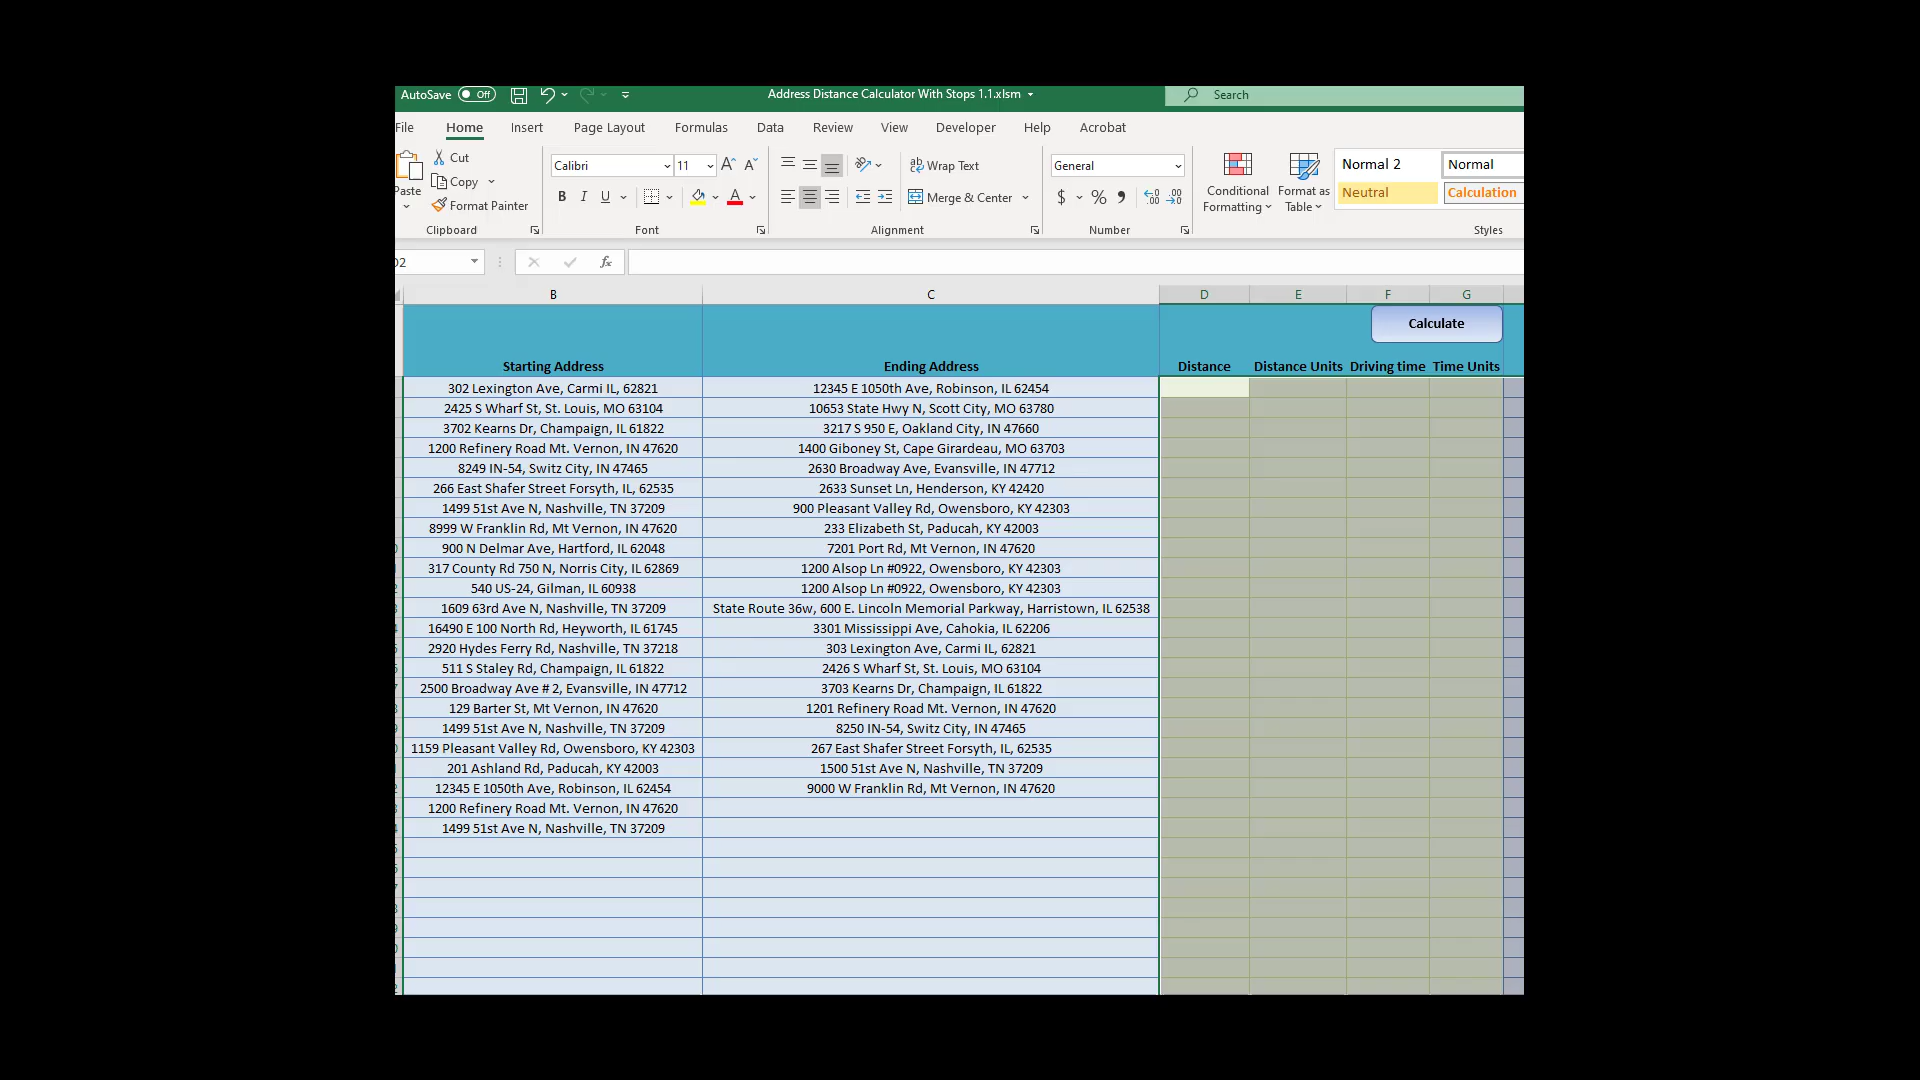 AutoSave Off Address Distance Calculator With Stops 1.1.xlsm Search
File Home Insert Page Layout Formulas Data Review View Developer Help Acrobat
Paste Cut Copy Format Painter
Clipboard
Calibri 11
B I U
Font
Wrap Text
Merge & Center
Alignment
General
$ % ,
Number
Conditional Formatting
Format as Table
Normal 2 Normal
Neutral Calculation
Styles
fx
B C D E F G
Calculate
Starting Address Ending Address Distance Distance Units Driving time Time Units
302 Lexington Ave, Carmi IL, 62821 12345 E 1050th Ave, Robinson, IL 62454
2425 S Wharf St, St. Louis, MO 63104 10653 State Hwy N, Scott City, MO 63780
3702 Kearns Dr, Champaign, IL 61822 3217 S 950 E, Oakland City, IN 47660
1200 Refinery Road Mt. Vernon, IN 47620 1400 Giboney St, Cape Girardeau, MO 63703
8249 IN-54, Switz City, IN 47465 2630 Broadway Ave, Evansville, IN 47712
266 East Shafer Street Forsyth, IL, 62535 2633 Sunset Ln, Henderson, KY 42420
1499 51st Ave N, Nashville, TN 37209 900 Pleasant Valley Rd, Owensboro, KY 42303
8999 W Franklin Rd, Mt Vernon, IN 47620 233 Elizabeth St, Paducah, KY 42003
900 N Delmar Ave, Hartford, IL 62048 7201 Port Rd, Mt Vernon, IN 47620
317 County Rd 750 N, Norris City, IL 62869 1200 Alsop Ln #0922, Owensboro, KY 42303
540 US-24, Gilman, IL 60938 1200 Alsop Ln #0922, Owensboro, KY 42303
1609 63rd Ave N, Nashville, TN 37209 State Route 36w, 600 E. Lincoln Memorial Parkway, Harristown, IL 62538
16490 E 100 North Rd, Heyworth, IL 61745 3301 Mississippi Ave, Cahokia, IL 62206
2920 Hydes Ferry Rd, Nashville, TN 37218 303 Lexington Ave, Carmi IL, 62821
511 S Staley Rd, Champaign, IL 61822 2426 S Wharf St, St. Louis, MO 63104
2500 Broadway Ave # 2, Evansville, IN 47712 3703 Kearns Dr, Champaign, IL 61822
129 Barter St, Mt Vernon, IN 47620 1201 Refinery Road Mt. Vernon, IN 47620
1499 51st Ave N, Nashville, TN 37209 8250 IN-54, Switz City, IN 47465
1159 Pleasant Valley Rd, Owensboro, KY 42303 267 East Shafer Street Forsyth, IL, 62535
201 Ashland Rd, Paducah, KY 42003 1500 51st Ave N, Nashville, TN 37209
12345 E 1050th Ave, Robinson, IL 62454 9000 W Franklin Rd, Mt Vernon, IN 47620
1200 Refinery Road Mt. Vernon, IN 47620
1499 51st Ave N, Nashville, TN 37209